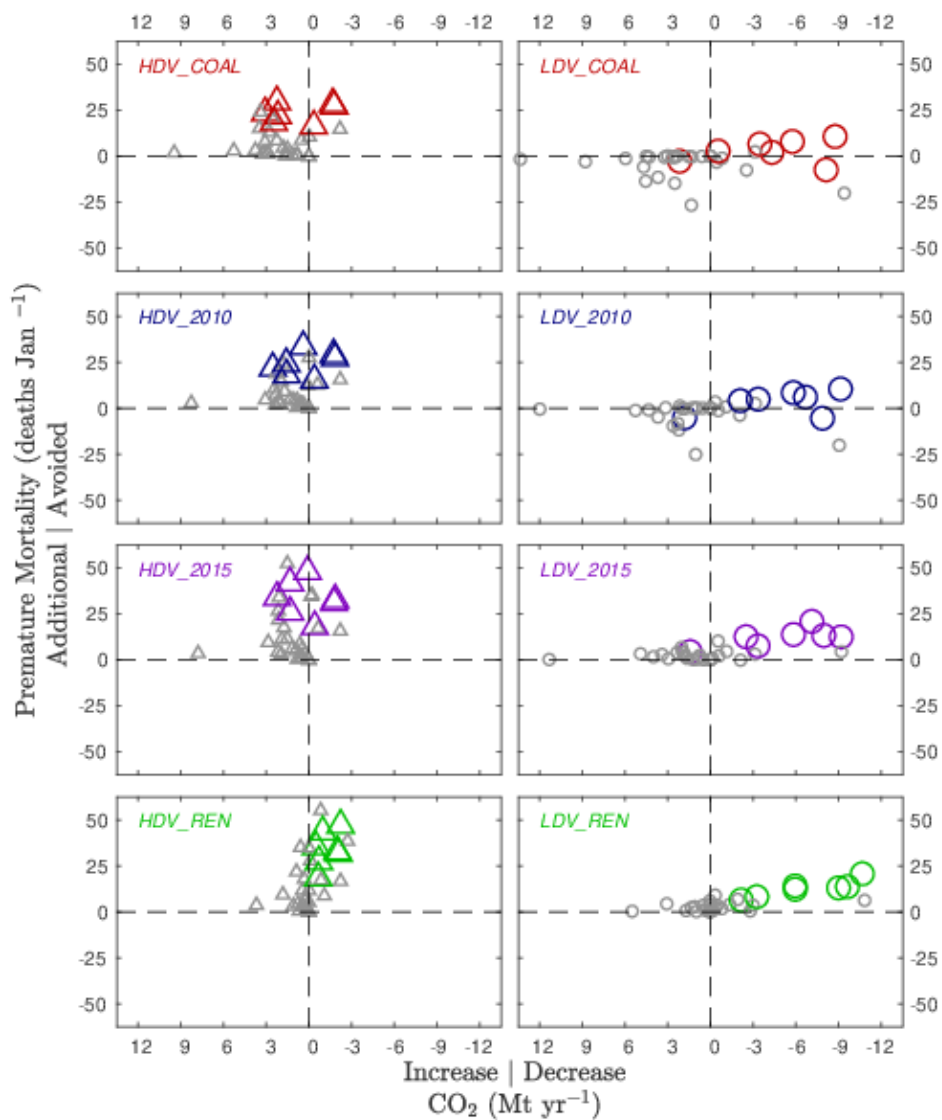 12 9 6 3 0 -3 -6 -9 -12 12 9 6 3 0 -3 -6 -9 -12
50 HDV_COAL LDV_COAL 50
25 25
0 0
-25 -25
-50 -50
50 HDV_2010 LDV_2010 50
25 25
0 0
-25 -25
-50 -50
Premature Mortality (deaths Jan ⁻¹)
Additional | Avoided
50 HDV_2015 LDV_2015 50
25 25
0 0
-25 -25
-50 -50
50 HDV_REN LDV_REN 50
25 25
0 0
-25 -25
-50 -50
12 9 6 3 0 -3 -6 -9 -12 12 9 6 3 0 -3 -6 -9 -12
Increase | Decrease
CO₂ (Mt yr⁻¹)